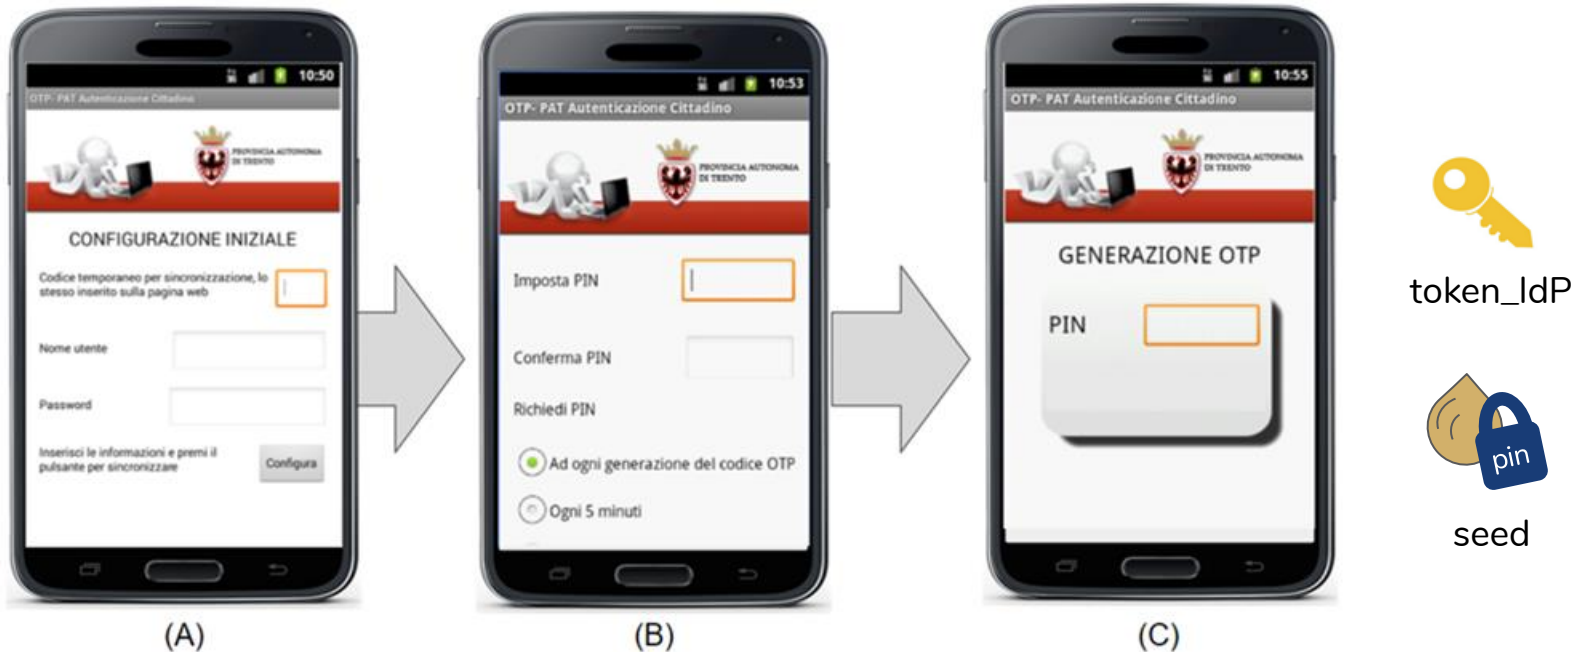 10:50
OTP- PAT Autenticazione Cittadino
PROVINCIA AUTONOMA
DI TRENTO
CONFIGURAZIONE INIZIALE
Codice temporaneo per sincronizzazione, lo
stesso inserito sulla pagina web
Nome utente
Password
Inserisci le informazioni e premi il
pulsante per sincronizzare
Configura
(A)
10:53
OTP- PAT Autenticazione Cittadino
PROVINCIA AUTONOMA
DI TRENTO
Imposta PIN
Conferma PIN
Richiedi PIN
Ad ogni generazione del codice OTP
Ogni 5 minuti
(B)
10:55
OTP- PAT Autenticazione Cittadino
PROVINCIA AUTONOMA
DI TRENTO
GENERAZIONE OTP
PIN
(C)
token_IdP
pin
seed